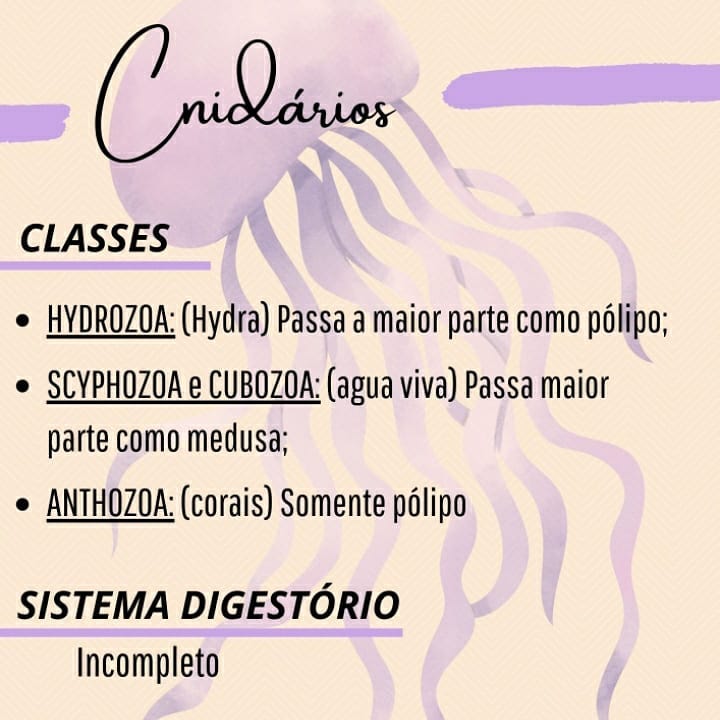 Cnidários
CLASSES
• HYDROZOA: (Hydra) Passa a maior parte como pólipo;
• SCYPHOZOA e CUBOZOA: (agua viva) Passa maior
parte como medusa;
• ANTHOZOA: (corais) Somente pólipo
SISTEMA DIGESTÓRIO
Incompleto